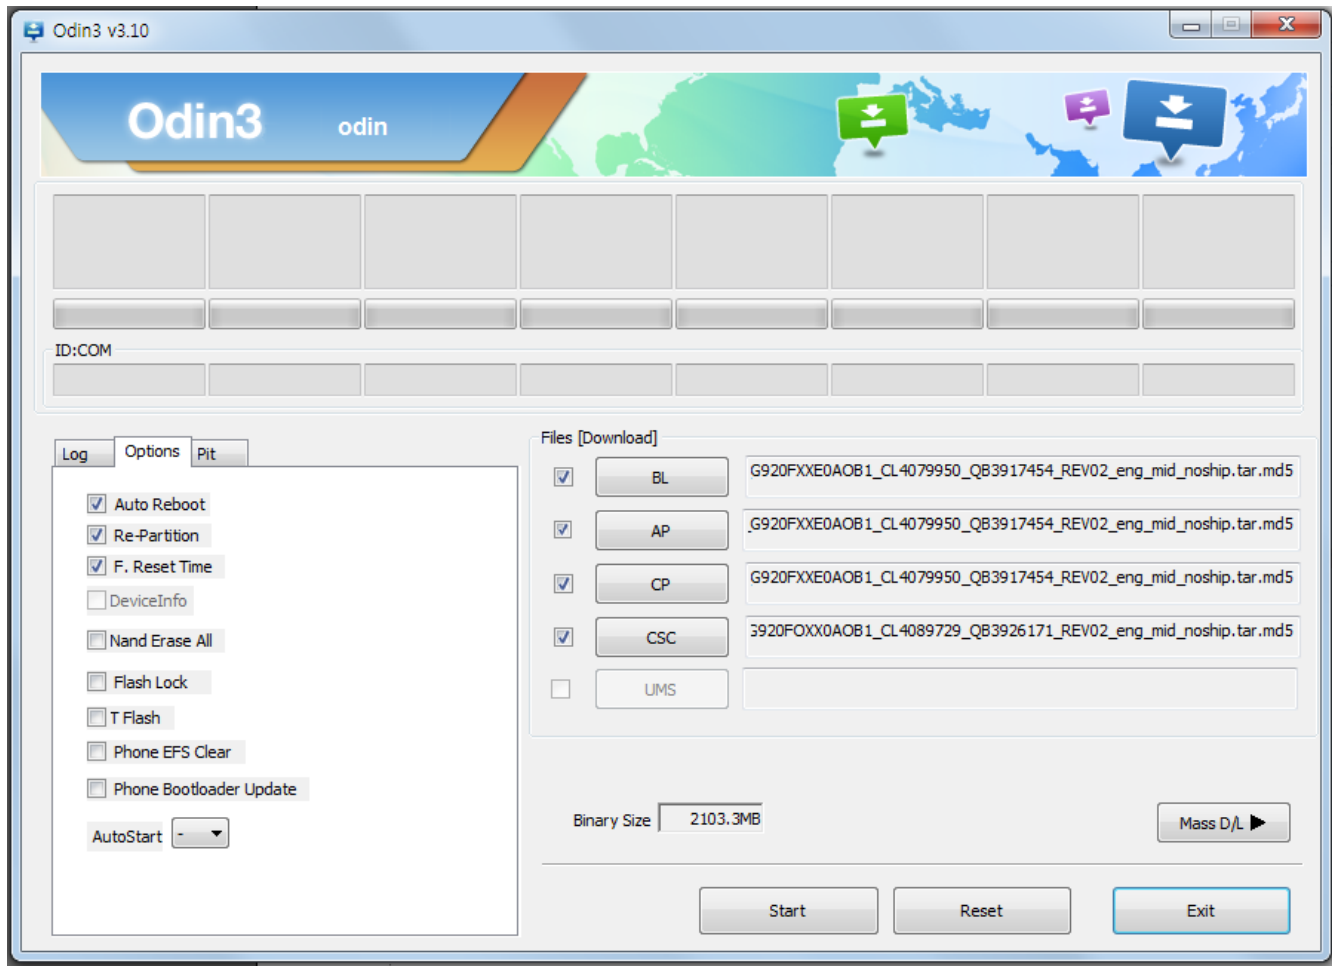 Odin3 v3.10
Odin3 odin
ID:COM
Log Options Pit
Auto Reboot
Re-Partition
F. Reset Time
DeviceInfo
Nand Erase All
Flash Lock
T Flash
Phone EFS Clear
Phone Bootloader Update
AutoStart -
Files [Download]
BL G920FXXE0AOB1_CL4079950_QB3917454_REV02_eng_mid_noship.tar.md5
AP _G920FXXE0AOB1_CL4079950_QB3917454_REV02_eng_mid_noship.tar.md5
CP G920FXXE0AOB1_CL4079950_QB3917454_REV02_eng_mid_noship.tar.md5
CSC G920FOXX0AOB1_CL4089729_QB3926171_REV02_eng_mid_noship.tar.md5
UMS
Binary Size 2103.3MB
Mass D/L
Start Reset Exit